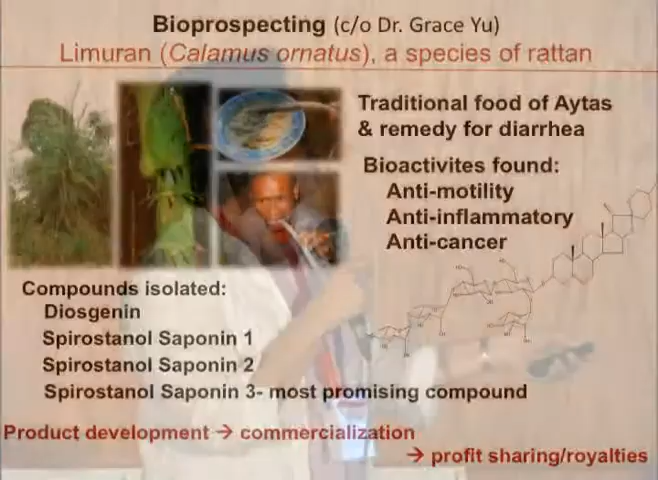 Bioprospecting (c/o Dr. Grace Yu)
Limuran (Calamus ornatus), a species of rattan
Traditional food of Aytas
& remedy for diarrhea
Bioactivites found:
Anti-motility
Anti-inflammatory
Anti-cancer
Compounds isolated:
Diosgenin
Spirostanol Saponin 1
Spirostanol Saponin 2
Spirostanol Saponin 3- most promising compound
Product development → commercialization
→ profit sharing/royalties